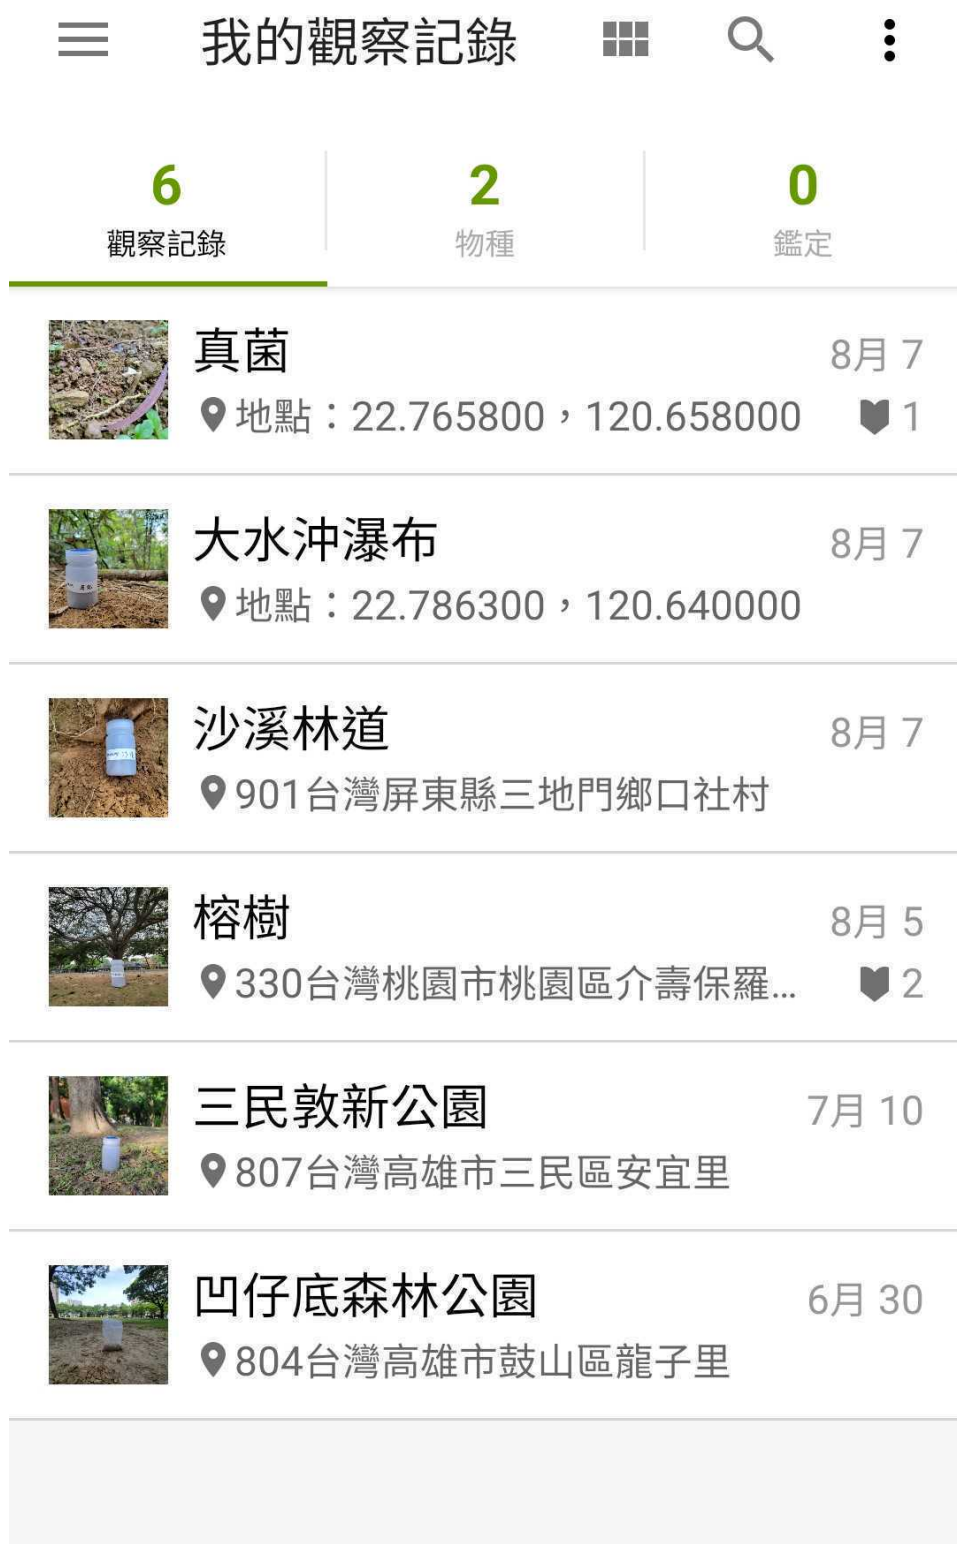 我的觀察記錄
6 2 0
觀察記錄 物種 鑑定
真菌 8月 7
地點：22.765800，120.658000 1
大水沖瀑布 8月 7
地點：22.786300，120.640000
沙溪林道 8月 7
901台灣屏東縣三地門鄉口社村
榕樹 8月 5
330台灣桃園市桃園區介壽保羅... 2
三民敦新公園 7月 10
807台灣高雄市三民區安宜里
凹仔底森林公園 6月 30
804台灣高雄市鼓山區龍子里